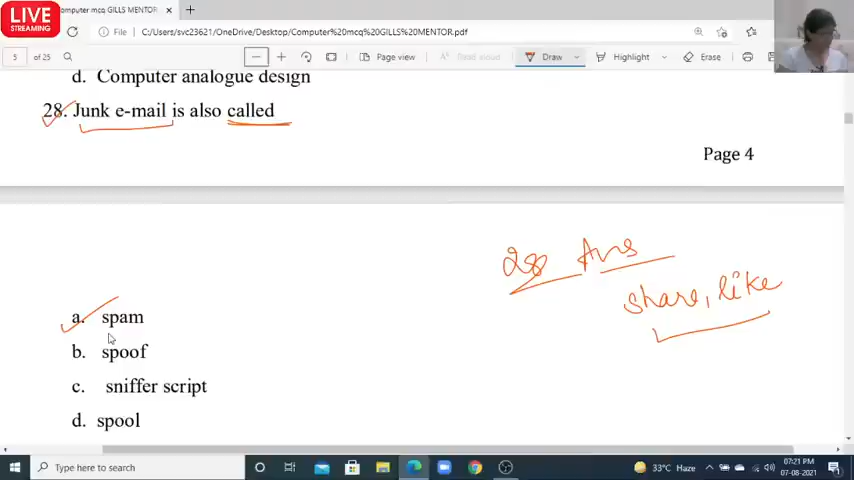 LIVE
STREAMING
Computer mcq GILLS MENTOR.pdf
File
C:/Users/svc23621/OneDrive/Desktop/Computer%20mcq%20GILLS%20MENTOR.pdf
5
of 25
Page view
Read aloud
Draw
Highlight
Erase
d. Computer analogue design
28. Junk e-mail is also called
Page 4
28 Ans
share, like
a. spam
b. spoof
c. sniffer script
d. spool
Type here to search
33°C Haze
07:21 PM
07-08-2021